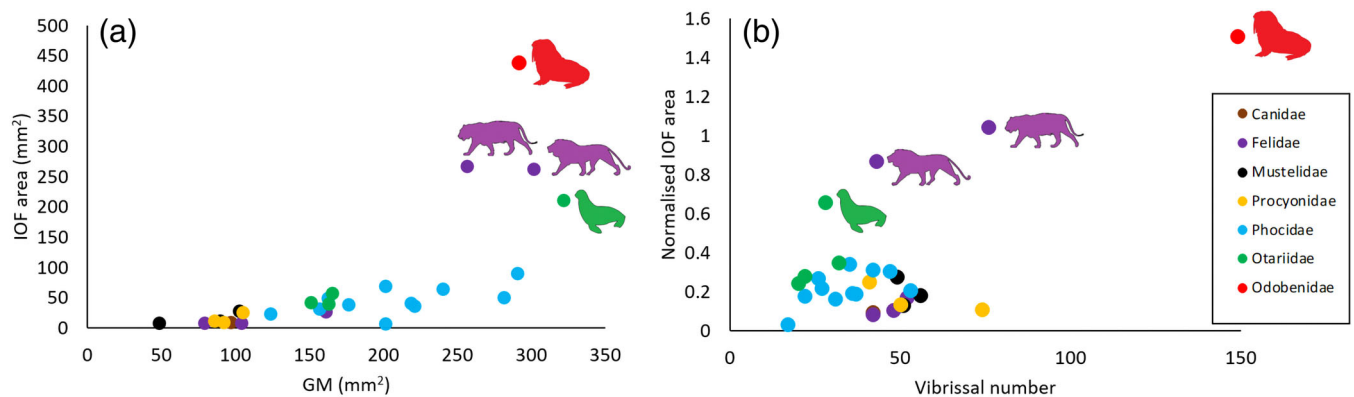 (a)
500
450
400
350
300
250
200
150
100
50
0
IOF area (mm²)
0 50 100 150 200 250 300 350
GM (mm²)
(b)
1.6
1.4
1.2
1
0.8
0.6
0.4
0.2
0
Normalised IOF area
0 50 100 150
Vibrissal number
Canidae
Felidae
Mustelidae
Procyonidae
Phocidae
Otariidae
Odobenidae